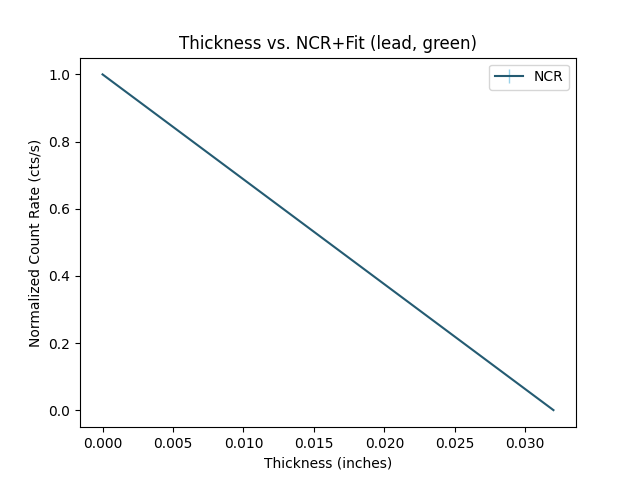 Thickness vs. NCR+Fit (lead, green)
NCR
Normalized Count Rate (cts/s)
1.0
0.8
0.6
0.4
0.2
0.0
0.000 0.005 0.010 0.015 0.020 0.025 0.030
Thickness (inches)